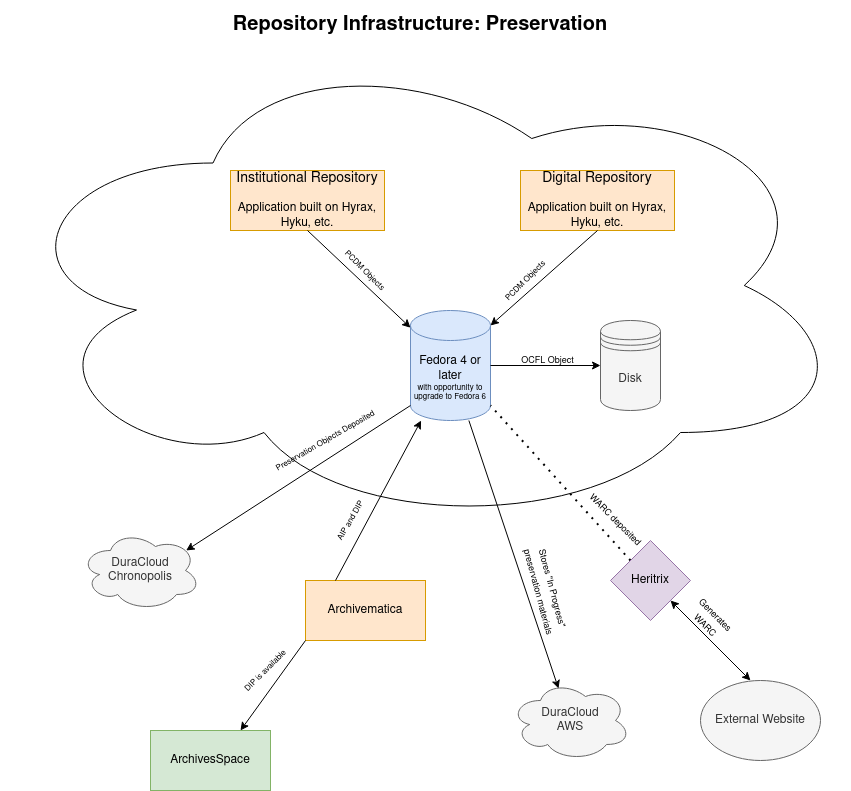 Repository Infrastructure: Preservation
Institutional Repository
Application built on Hyrax,
Hyku, etc.
Digital Repository
Application built on Hyrax,
Hyku, etc.
PCDM Objects
PCDM Objects
Fedora 4 or
later
with opportunity to
upgrade to Fedora 6
OCFL Object
Disk
Preservation Objects Deposited
AIP and DIP
WARC deposited
Stores "In Progress"
preservation materials
DuraCloud
Chronopolis
Archivematica
Heritrix
Generates
WARC
DIP is available
DuraCloud
AWS
External Website
ArchivesSpace